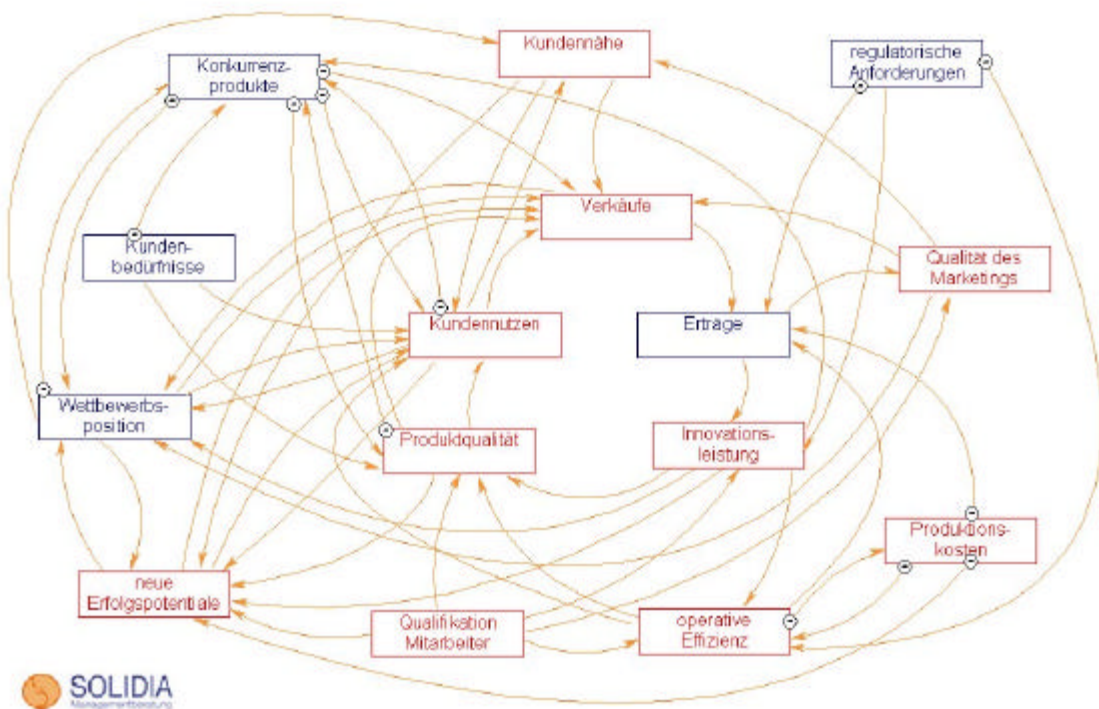 Kundennähe
regulatorische
Anforderungen
Konkurrenz-
produkte
Verkäufe
Kunden-
bedürfnisse
Qualität des
Marketings
Kundennutzen
Erträge
Wettbewerbs-
position
Produktqualität
Innovations-
leistung
Produktions-
kosten
neue
Erfolgspotentiale
Qualifikation
Mitarbeiter
operative
Effizienz
SOLIDIA
Managementberatung